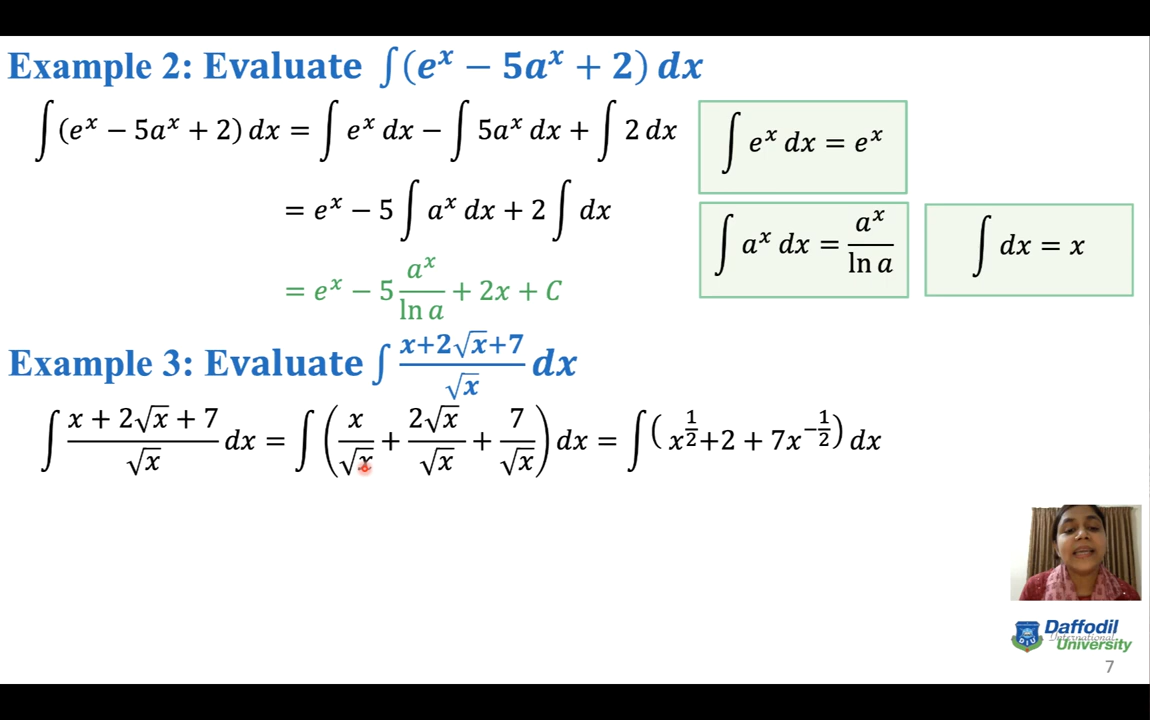 Example 2: Evaluate ∫(eˣ − 5aˣ + 2) dx
∫(eˣ − 5aˣ + 2) dx = ∫ eˣ dx − ∫ 5aˣ dx + ∫ 2 dx
∫ eˣ dx = eˣ
= eˣ − 5 ∫ aˣ dx + 2 ∫ dx
∫ aˣ dx = aˣ/ln a
∫ dx = x
= eˣ − 5 aˣ/ln a + 2x + C
Example 3: Evaluate ∫ (x+2√x+7)/√x dx
∫ (x + 2√x + 7)/√x dx = ∫ (x/√x + 2√x/√x + 7/√x) dx = ∫ (x^(1/2)+2 + 7x^(−1/2)) dx
Daffodil
International
University
7